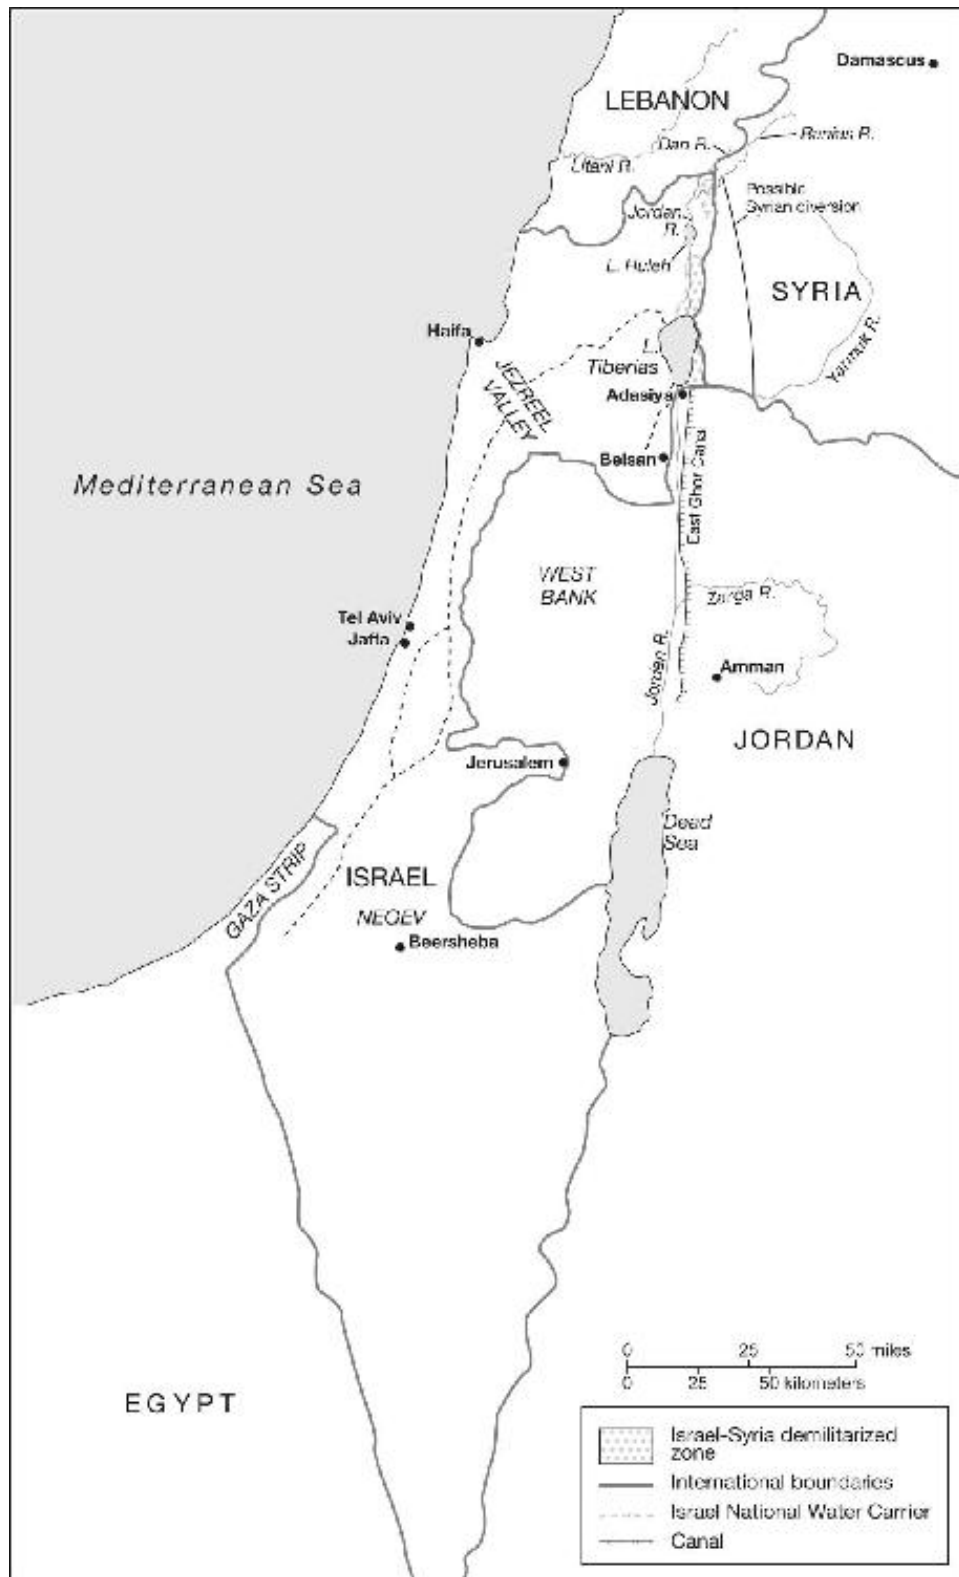 Damascus
LEBANON
Banias R.
Dan R.
Litani R.
Possible
Syrian diversion
Jordan
R.
L. Huleh
SYRIA
Haifa
L.
Tiberias
Yarmuk R.
JEZREEL
VALLEY
Adasiya
Beisan
Mediterranean Sea
East Ghor Canal
WEST
BANK
Zarqa R.
Tel Aviv
Jaffa
Jordan R.
Amman
JORDAN
Jerusalem
Dead
Sea
GAZA STRIP
ISRAEL
NEGEV
Beersheba
0 25 50 miles
0 25 50 kilometers
EGYPT
Israel-Syria demilitarized
zone
International boundaries
Israel National Water Carrier
Canal